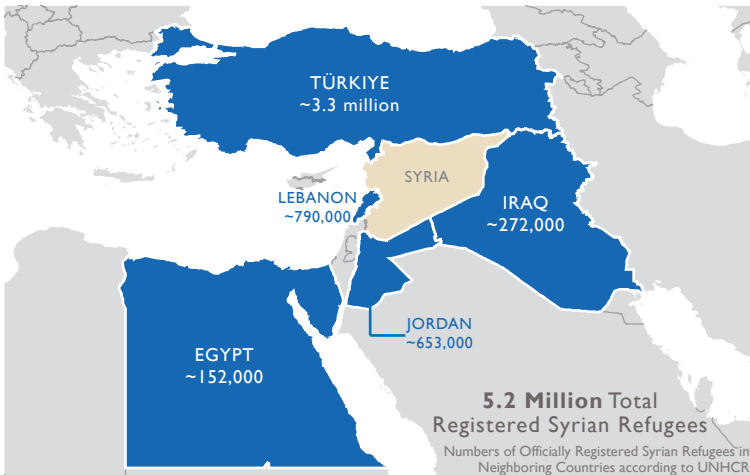 TÜRKIYE
~3.3 million
SYRIA
LEBANON
~790,000
IRAQ
~272,000
JORDAN
~653,000
EGYPT
~152,000
5.2 Million Total
Registered Syrian Refugees
Numbers of Officially Registered Syrian Refugees in
Neighboring Countries according to UNHCR